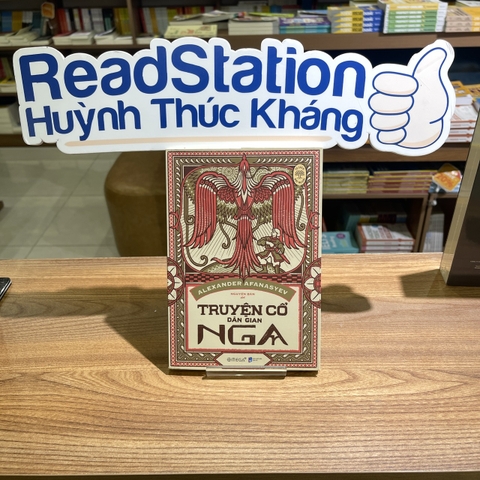 ReadStation
Huỳnh Thúc Kháng
ALEXANDER AFANASYEV
TRUYỆN CỔ
DÂN GIAN
NGA